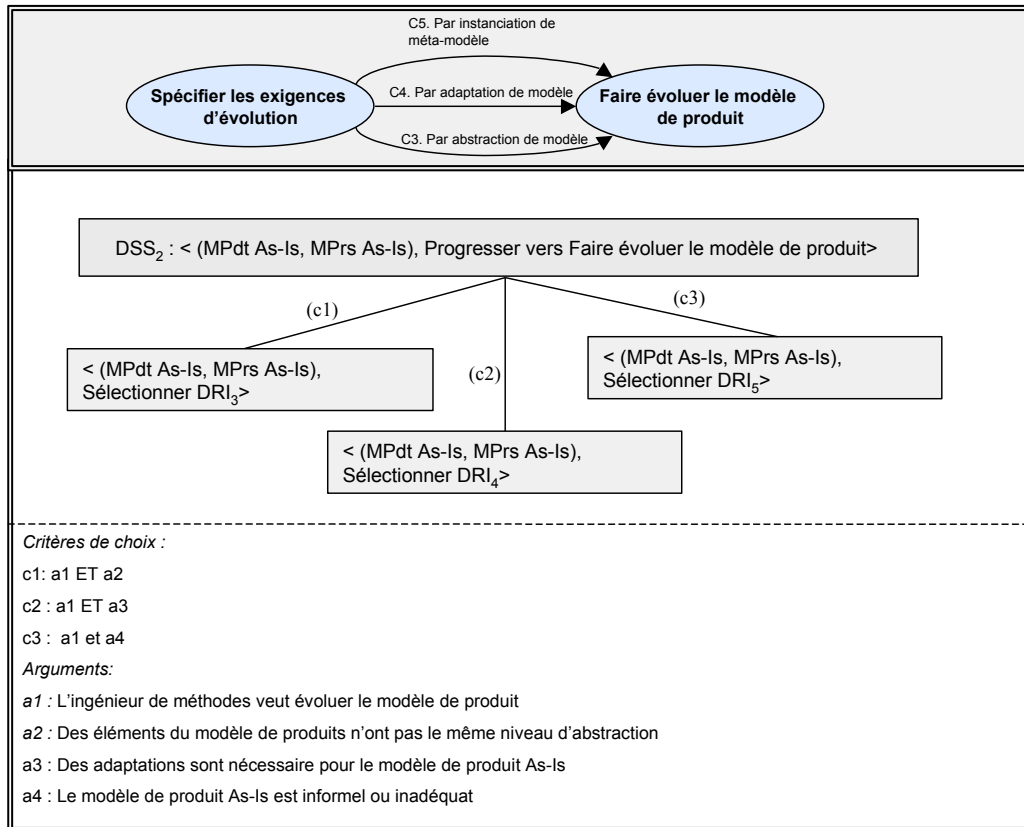 C5. Par instanciation de
méta-modèle
Spécifier les exigences
d'évolution
C4. Par adaptation de modèle
Faire évoluer le modèle
de produit
C3. Par abstraction de modèle
DSS2 : < (MPdt As-Is, MPrs As-Is), Progresser vers Faire évoluer le modèle de produit>
(c1)
(c2)
(c3)
< (MPdt As-Is, MPrs As-Is),
Sélectionner DRI3>
< (MPdt As-Is, MPrs As-Is),
Sélectionner DRI5>
< (MPdt As-Is, MPrs As-Is),
Sélectionner DRI4>
Critères de choix :
c1: a1 ET a2
c2 : a1 ET a3
c3 : a1 et a4
Arguments:
a1 : L'ingénieur de méthodes veut évoluer le modèle de produit
a2 : Des éléments du modèle de produits n'ont pas le même niveau d'abstraction
a3 : Des adaptations sont nécessaire pour le modèle de produit As-Is
a4 : Le modèle de produit As-Is est informel ou inadéquat